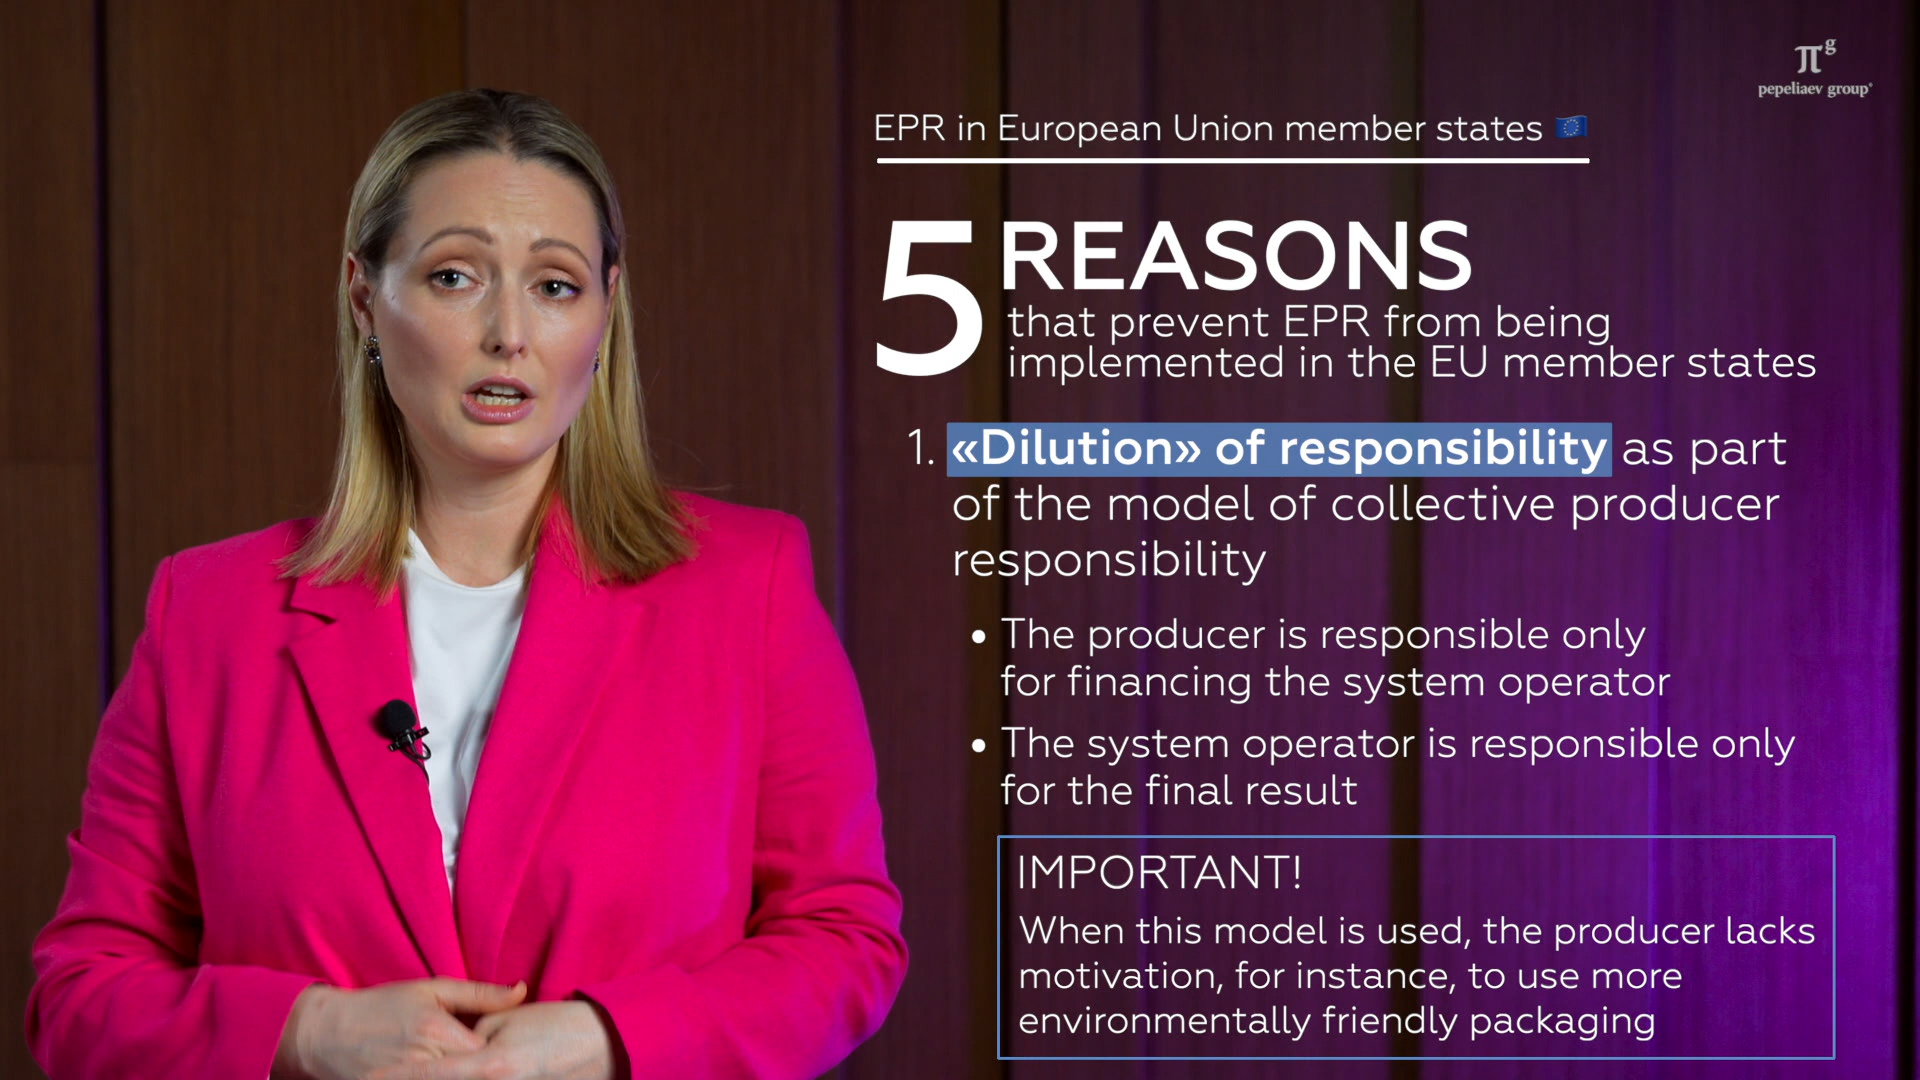 πg
pepeliaev group®
EPR in European Union member states
5 REASONS
that prevent EPR from being
implemented in the EU member states
1. «Dilution» of responsibility as part
of the model of collective producer
responsibility
• The producer is responsible only
for financing the system operator
• The system operator is responsible only
for the final result
IMPORTANT!
When this model is used, the producer lacks
motivation, for instance, to use more
environmentally friendly packaging